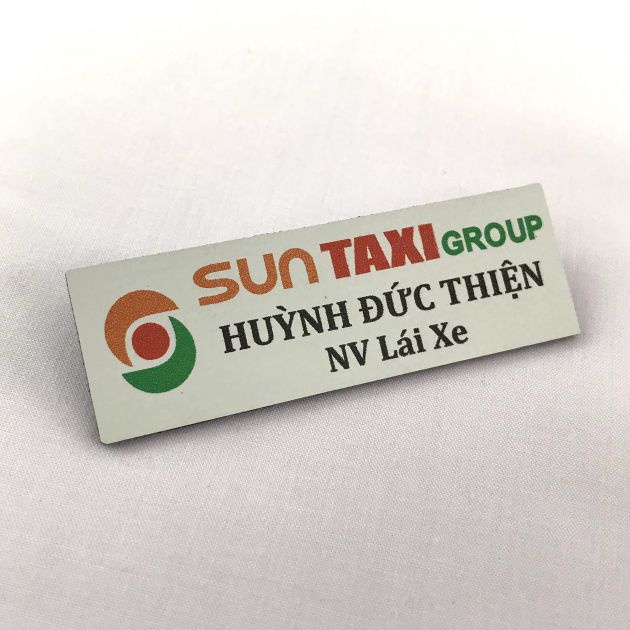 SUN TAXI GROUP
HUỲNH ĐỨC THIỆN
NV Lái Xe